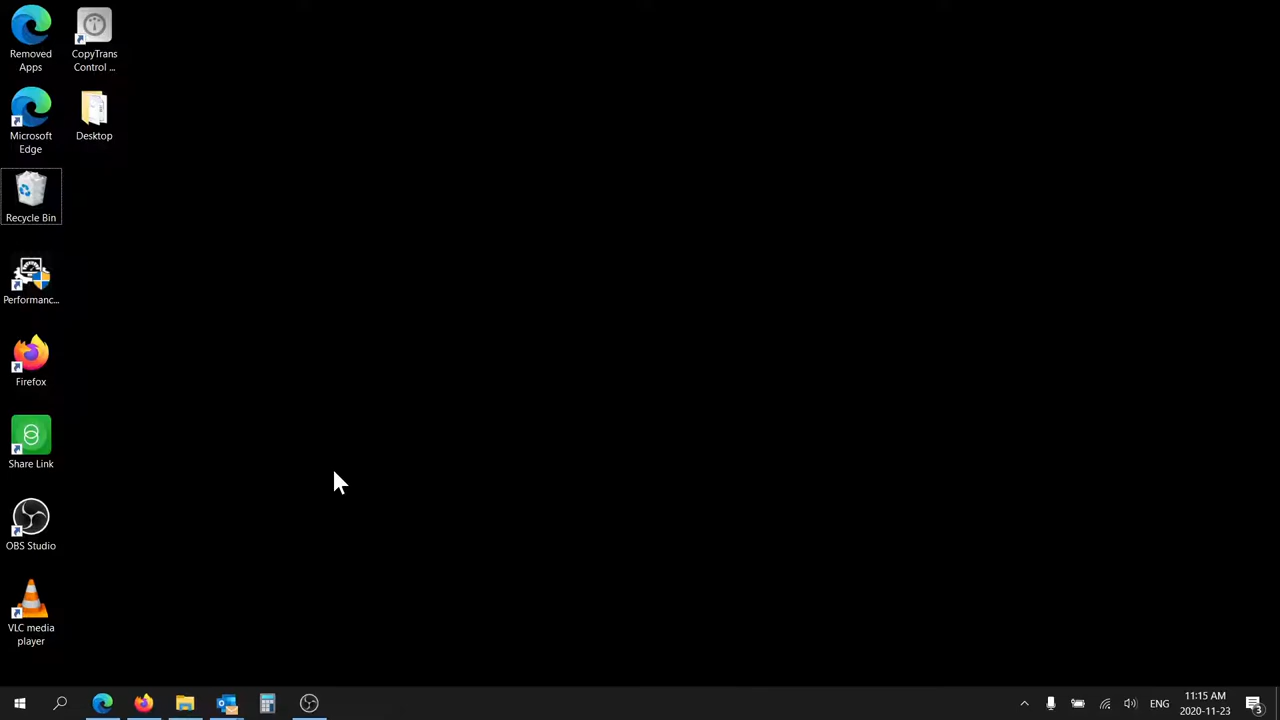 Removed
Apps
CopyTrans
Control ...
Microsoft
Edge
Desktop
Recycle Bin
Performanc...
Firefox
Share Link
OBS Studio
VLC media
player
ENG
11:15 AM
2020-11-23
3